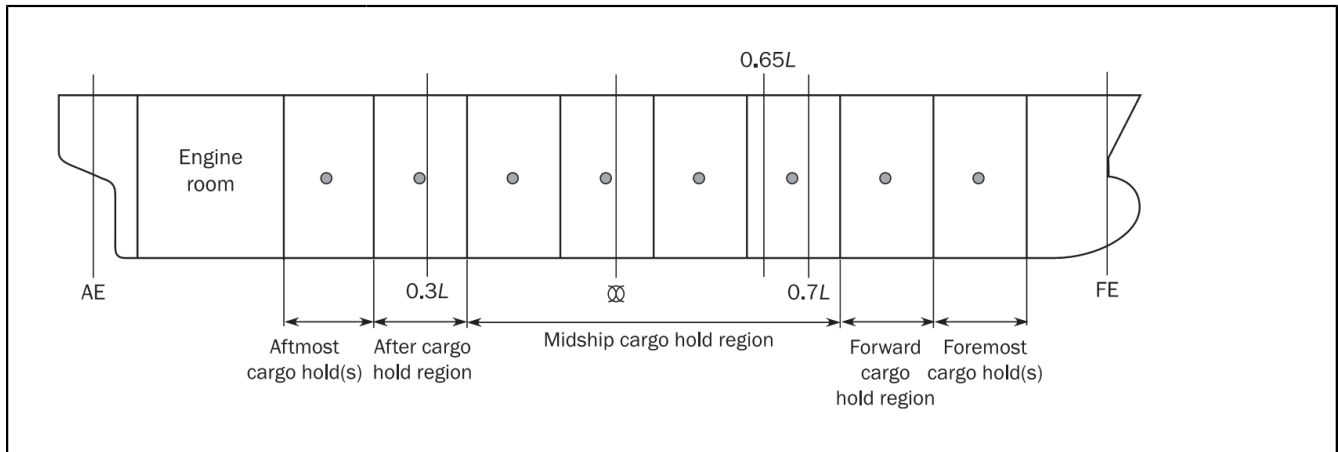 0.65L
Engine
room
AE
0.3L
0.7L
FE
Aftmost
cargo hold(s)
After cargo
hold region
Midship cargo hold region
Forward
cargo
hold region
Foremost
cargo hold(s)